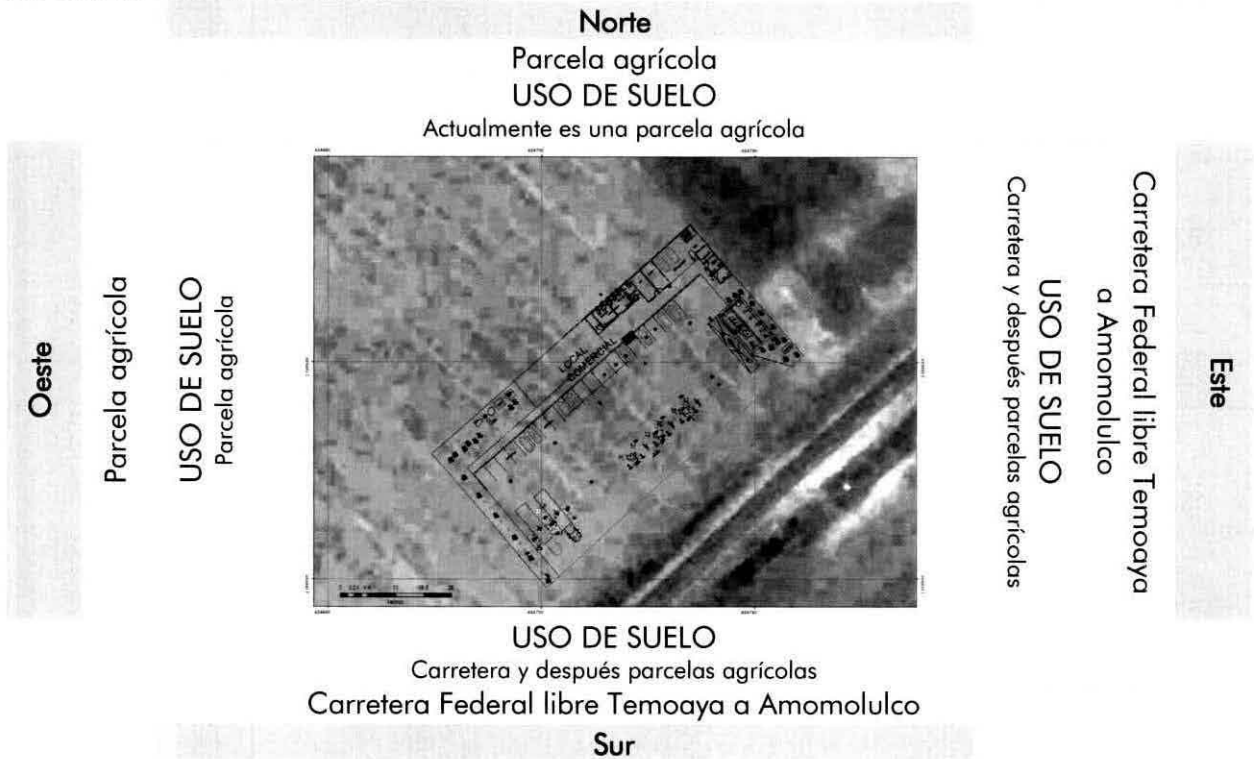 Norte
Parcela agrícola
USO DE SUELO
Actualmente es una parcela agrícola
Oeste
Parcela agrícola
USO DE SUELO
Parcela agrícola
LOCAL
COMERCIAL
Carretera y después parcelas agrícolas
USO DE SUELO
Carretera Federal libre Temoaya
a Amomolulco
Este
USO DE SUELO
Carretera y después parcelas agrícolas
Carretera Federal libre Temoaya a Amomolulco
Sur